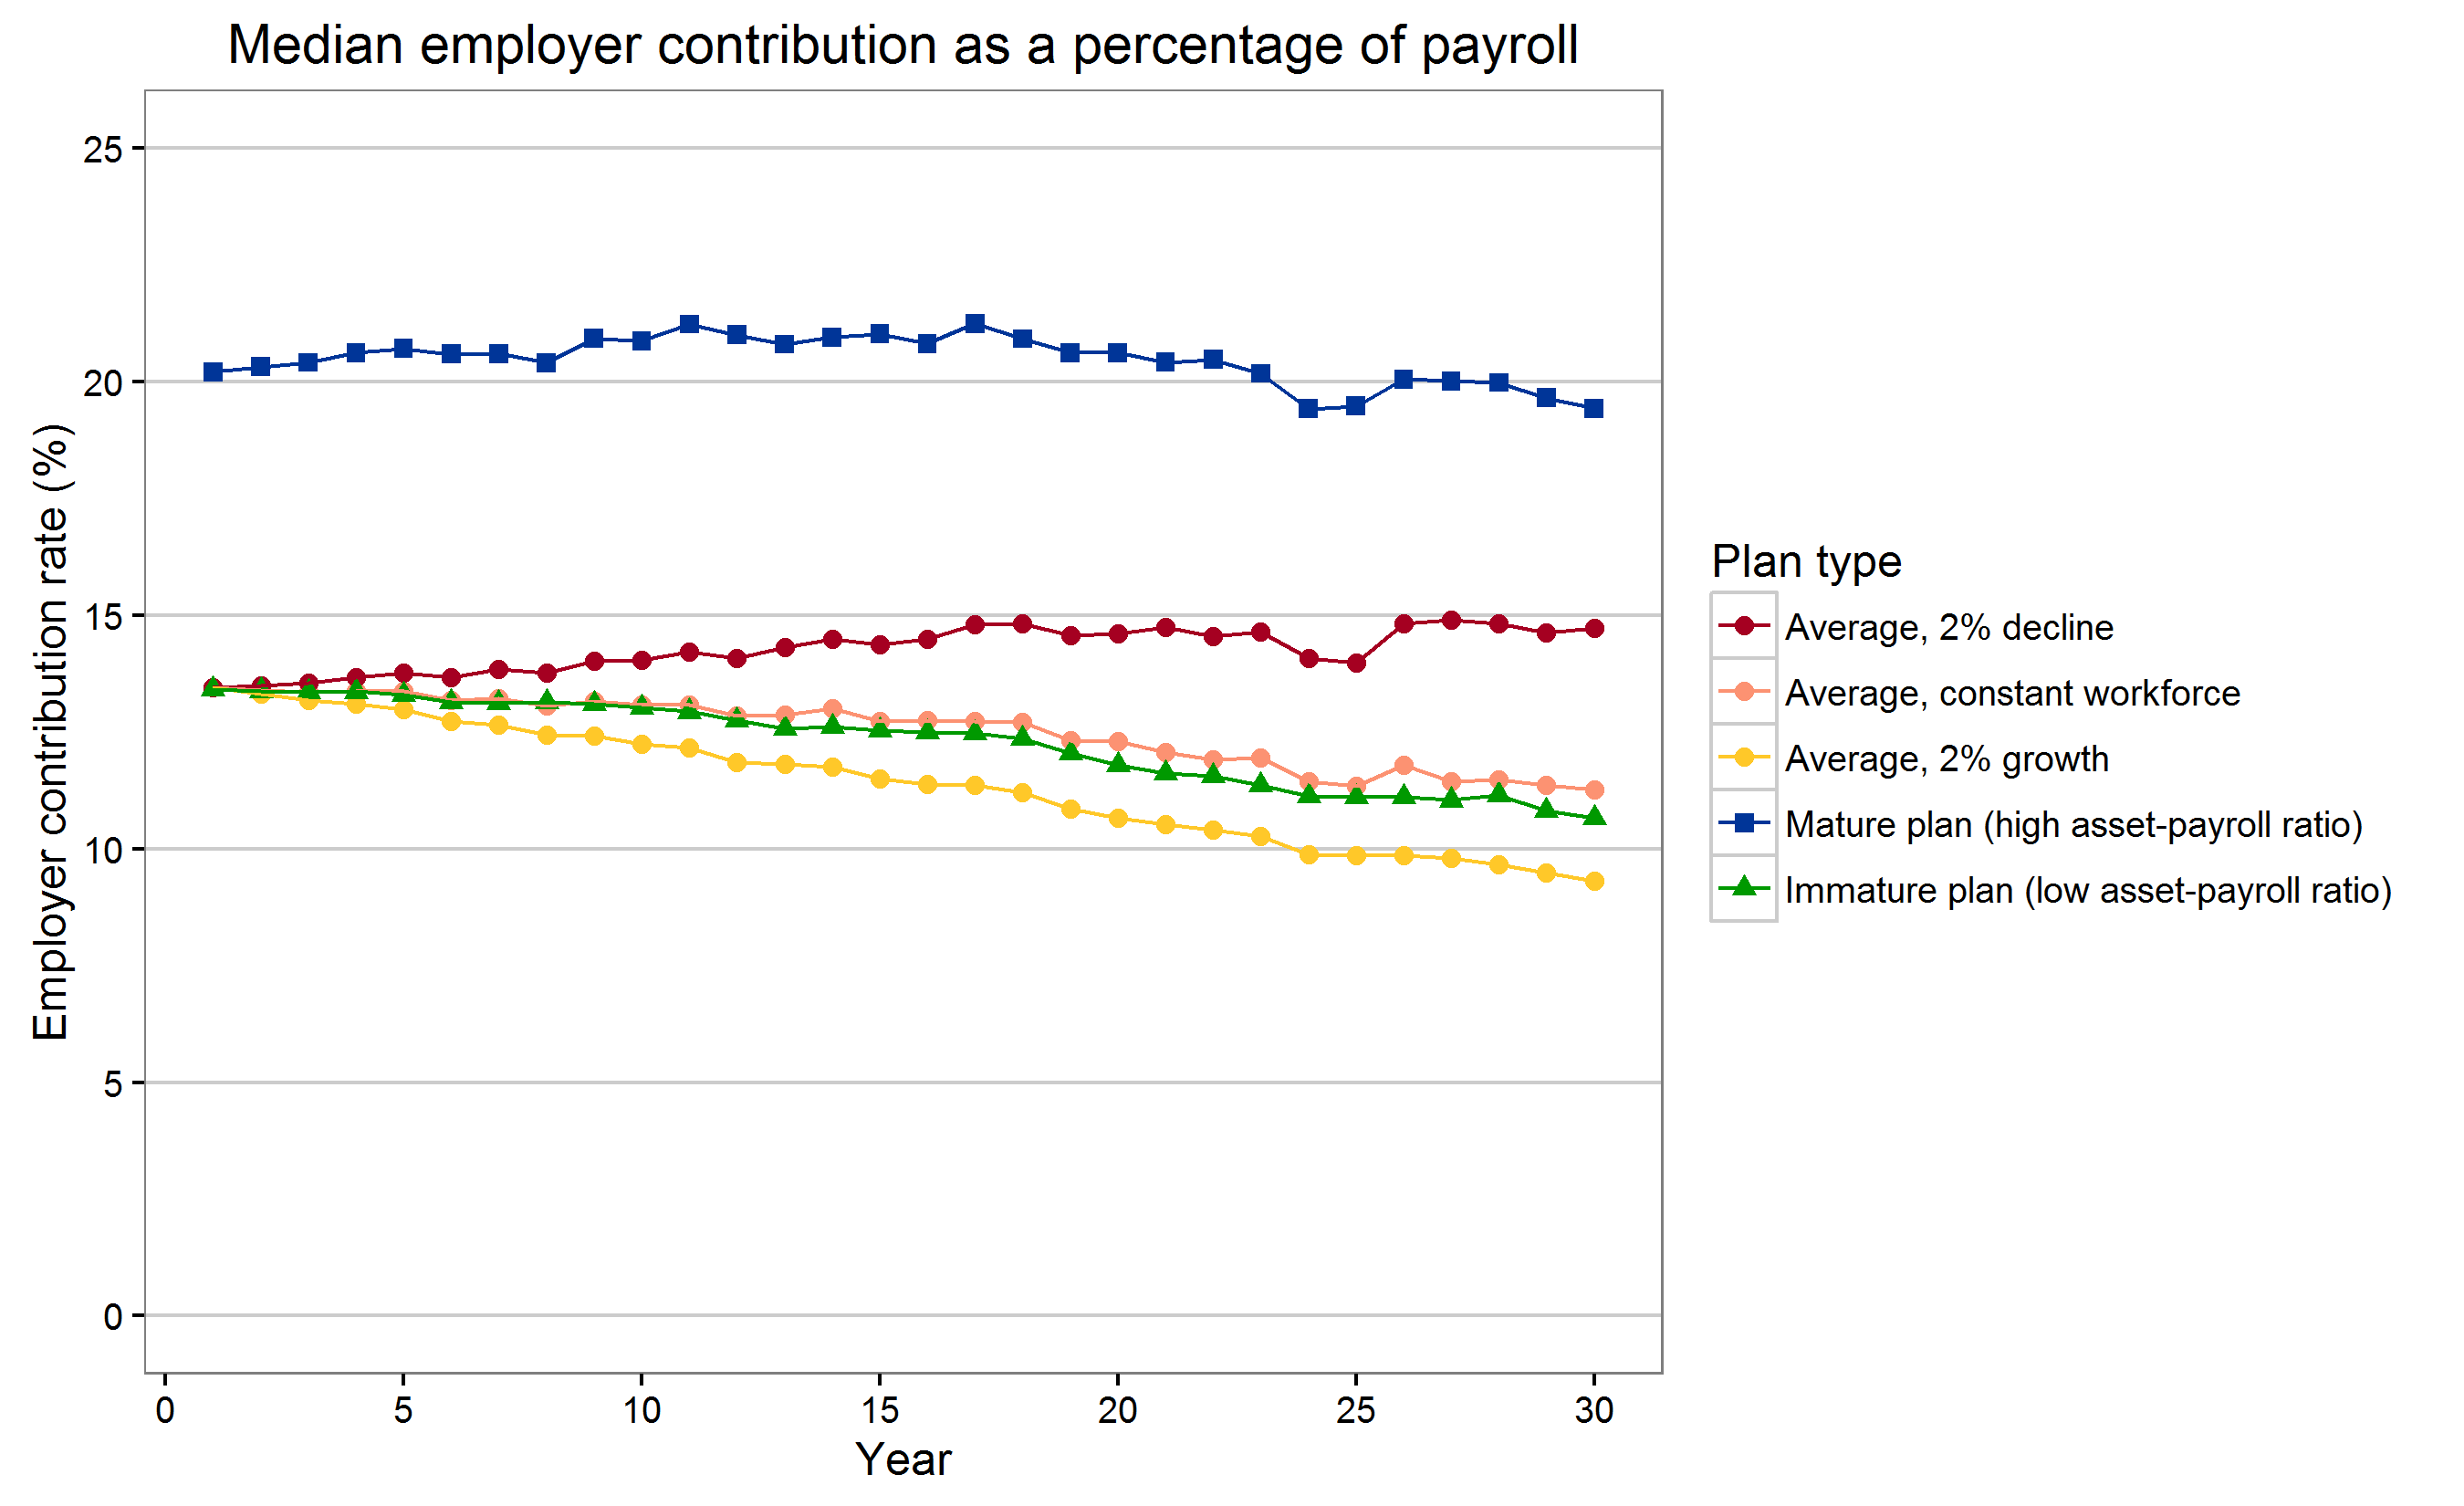 Median employer contribution as a percentage of payroll
Employer contribution rate (%)
25
20
15
10
5
0
0 5 10 15 20 25 30
Year
Plan type
Average, 2% decline
Average, constant workforce
Average, 2% growth
Mature plan (high asset-payroll ratio)
Immature plan (low asset-payroll ratio)